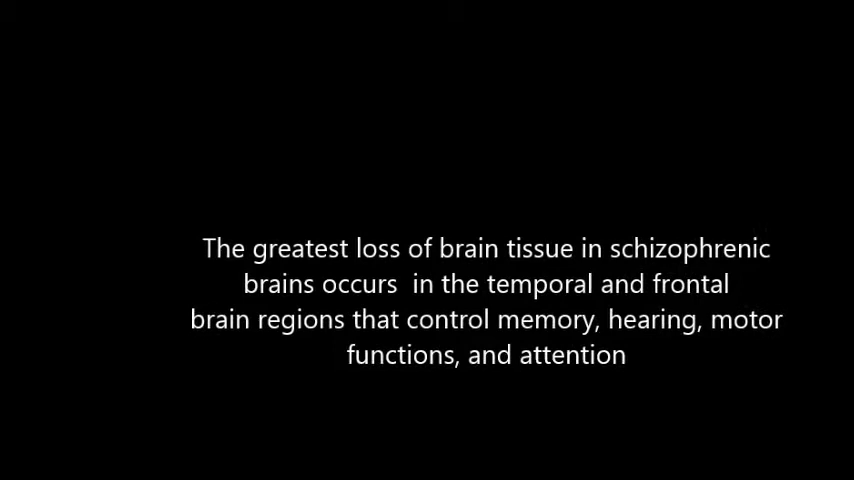 The greatest loss of brain tissue in schizophrenic
brains occurs  in the temporal and frontal
brain regions that control memory, hearing, motor
functions, and attention